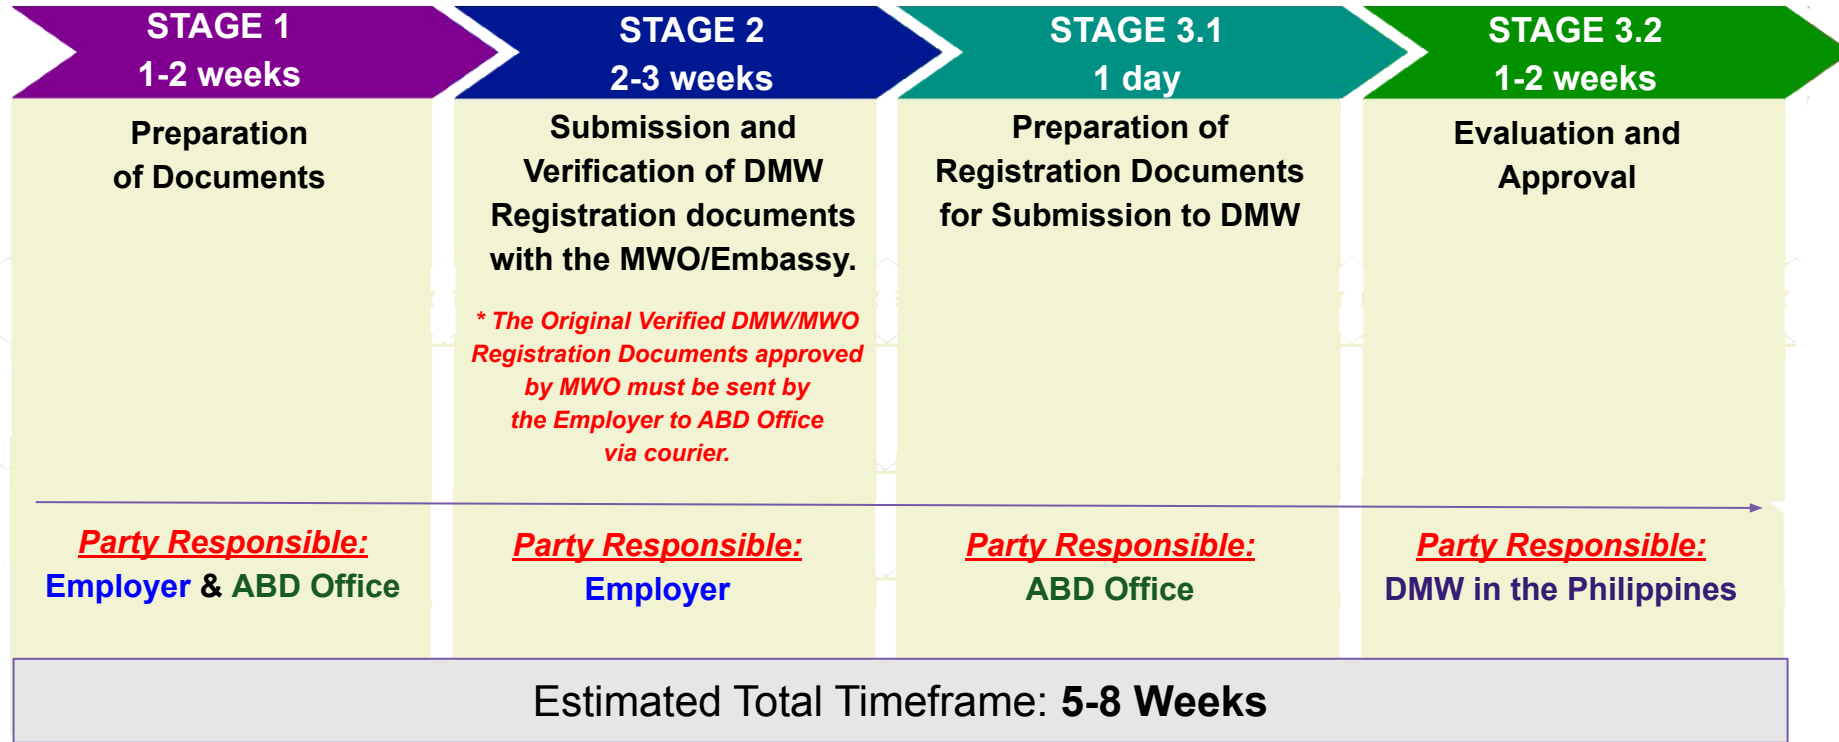 STAGE 1
1-2 weeks
Preparation
of Documents
Party Responsible:
Employer & ABD Office
STAGE 2
2-3 weeks
Submission and
Verification of DMW
Registration documents
with the MWO/Embassy.
* The Original Verified DMW/MWO
Registration Documents approved
by MWO must be sent by
the Employer to ABD Office
via courier.
Party Responsible:
Employer
STAGE 3.1
1 day
Preparation of
Registration Documents
for Submission to DMW
Party Responsible:
ABD Office
STAGE 3.2
1-2 weeks
Evaluation and
Approval
Party Responsible:
DMW in the Philippines
Estimated Total Timeframe: 5-8 Weeks